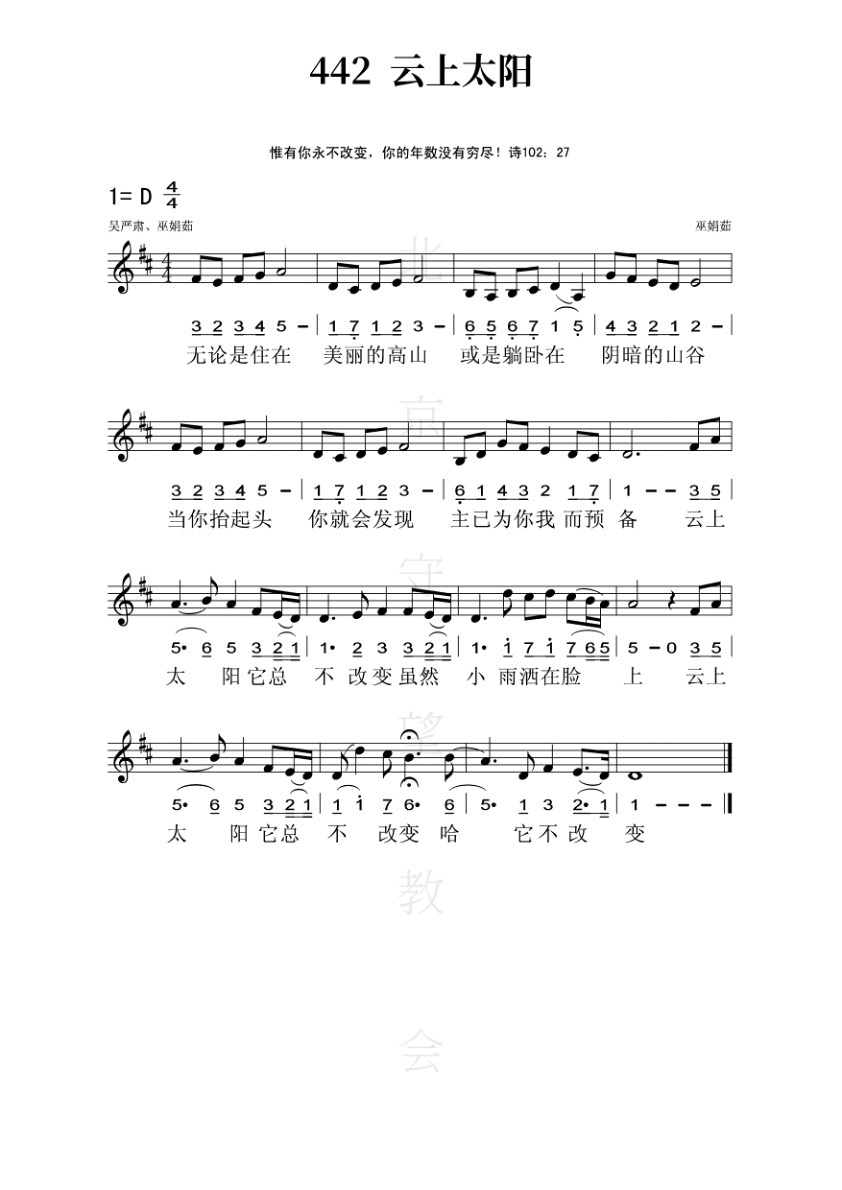 442 云上太阳
惟有你永不改变，你的年数没有穷尽！诗102：27
1= D 4/4
吴严肃、巫娟茹 巫娟茹
3 2 3 4 5 – | 1 7 1 2 3 – | 6 5 6 7 1 5 | 4 3 2 1 2 – |
无论是住在 美丽的高山 或是躺卧在 阴暗的山谷
3 2 3 4 5 – | 1 7 1 2 3 – | 6 1 4 3 2 1 7 | 1 – – 3 5 |
当你抬起头 你就会发现 主已为你我 而预 备 云上
5• 6 5 3 2 1 | 1• 2 3 3 2 1 | 1• 1 7 1 7 6 5 | 5 – 0 3 5 |
太 阳它总 不 改变虽然 小 雨洒在脸 上 云上
5• 6 5 3 2 1 | 1 1 7 6• 6 | 5• 1 3 2• 1 | 1 – – – ‖
太 阳它总 不 改变 哈 它不改 变
北京守望教会